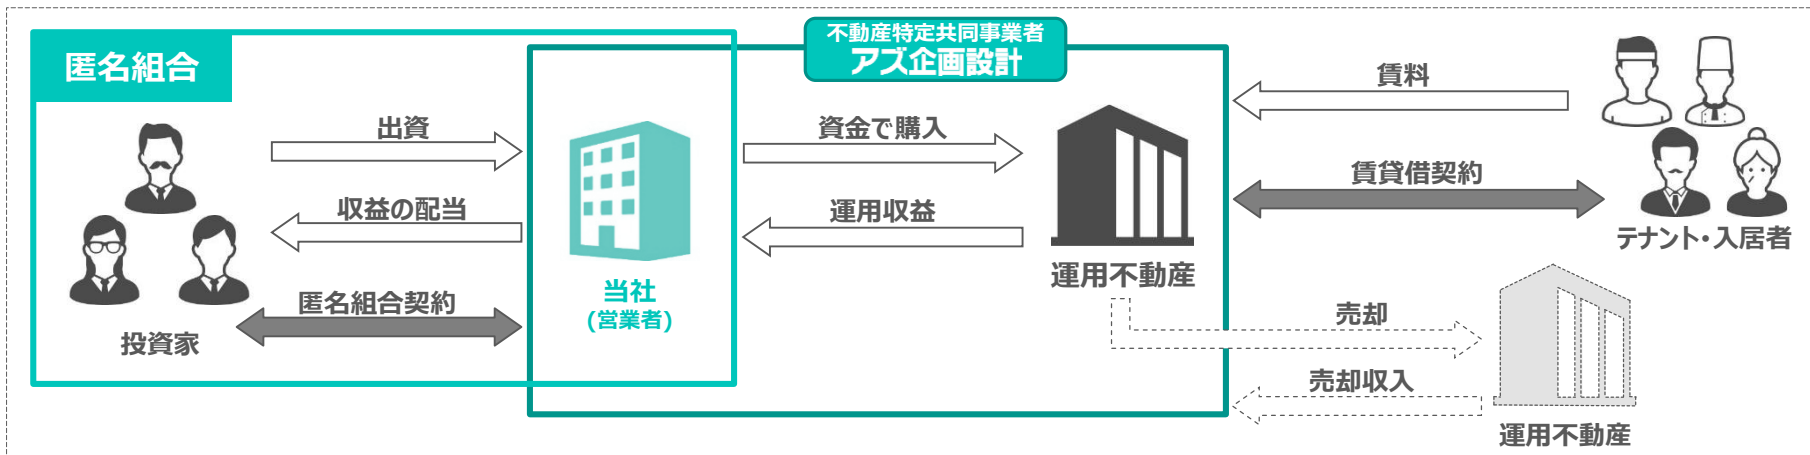 不動産特定共同事業者
アズ企画設計
匿名組合
出資
収益の配当
匿名組合契約
投資家
当社
(営業者)
資金で購入
運用収益
運用不動産
賃料
賃貸借契約
テナント・入居者
売却
売却収入
運用不動産